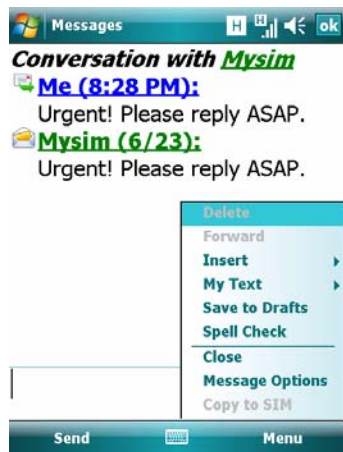 Messages H H ok
Conversation with Mysim
Me (8:28 PM):
Urgent! Please reply ASAP.
Mysim (6/23):
Urgent! Please reply ASAP.
Delete
Forward
Insert
My Text
Save to Drafts
Spell Check
Close
Message Options
Copy to SIM
Send Menu